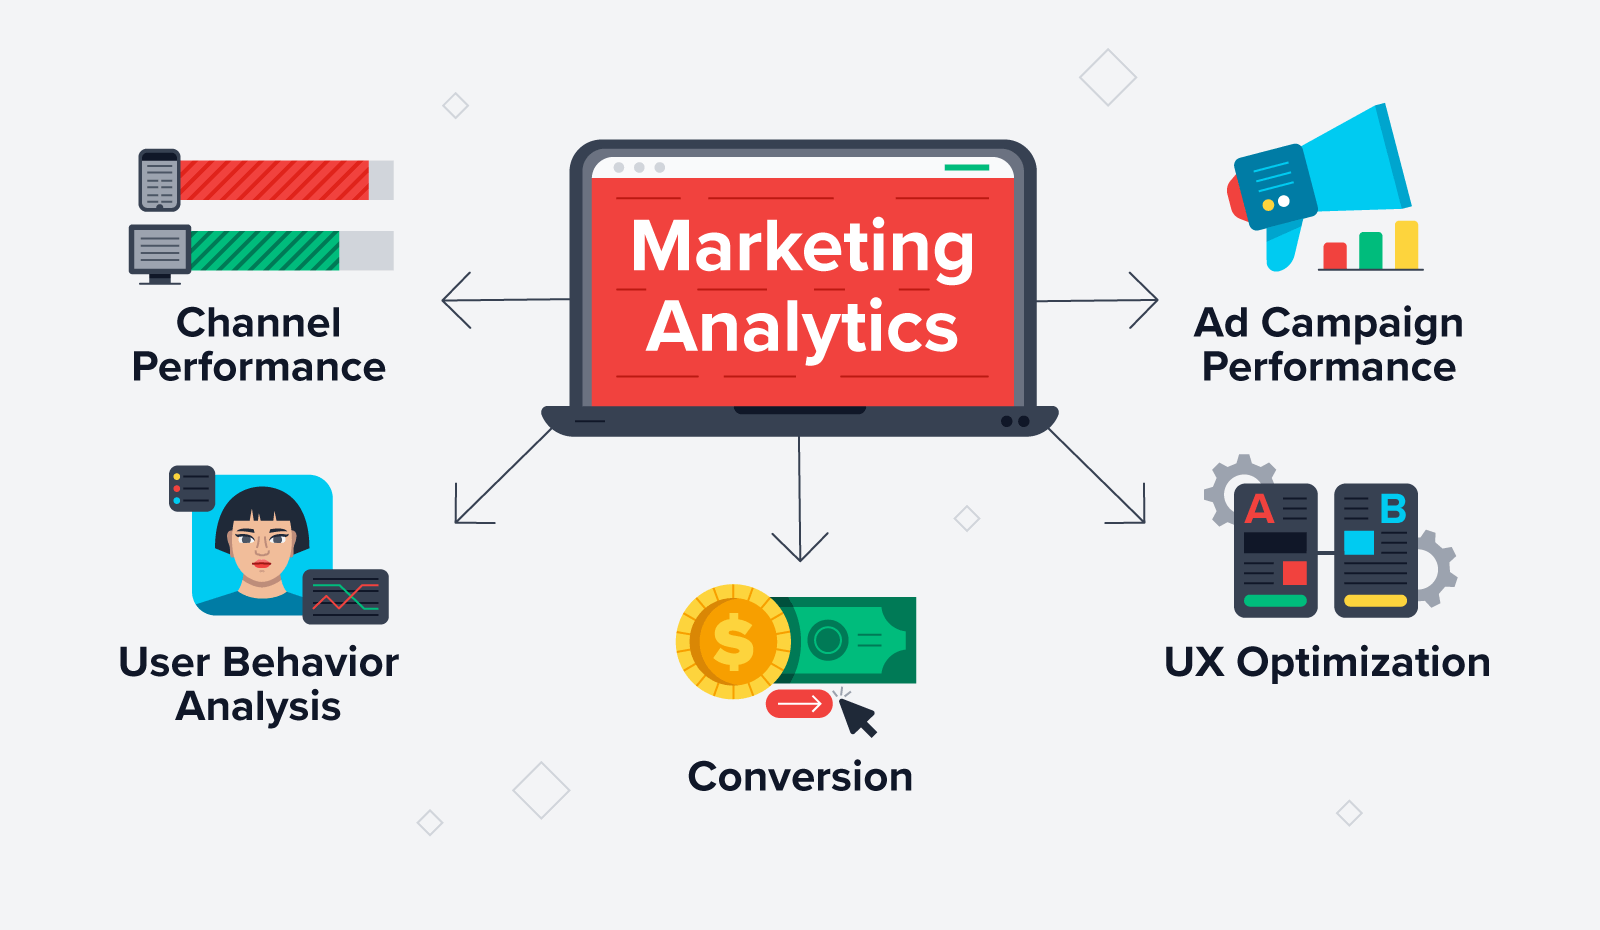 Marketing
Analytics
Channel
Performance
Ad Campaign
Performance
User Behavior
Analysis
$
Conversion
A
B
UX Optimization